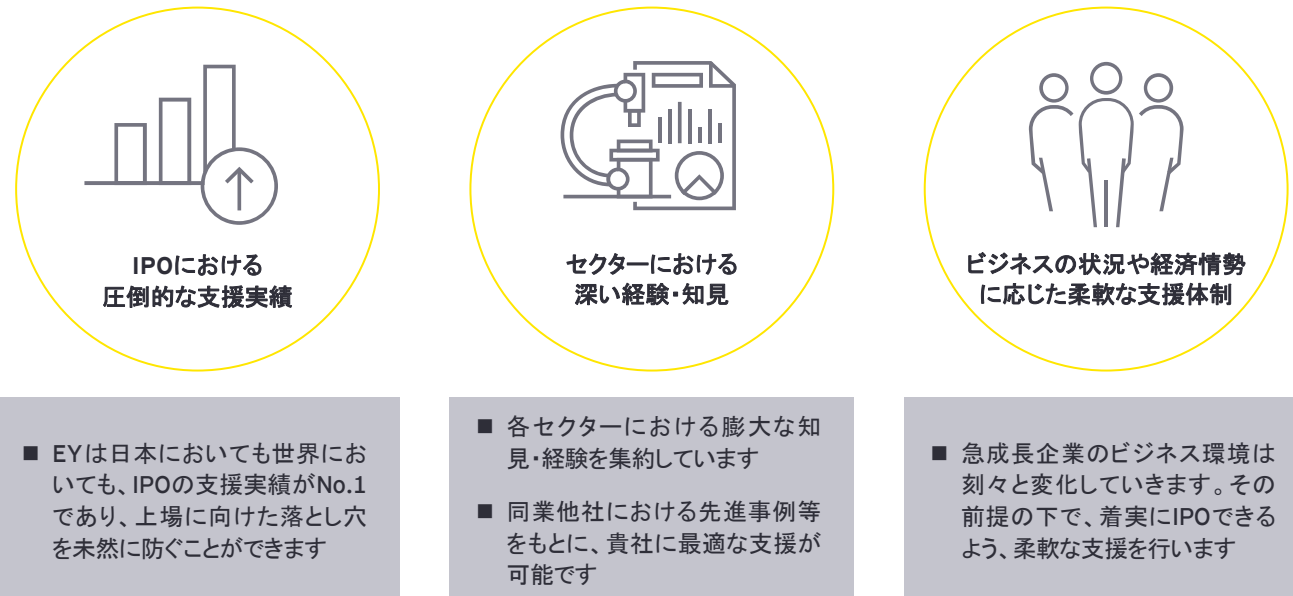 IPOにおける
圧倒的な支援実績
セクターにおける
深い経験・知見
ビジネスの状況や経済情勢
に応じた柔軟な支援体制
■ EYは日本においても世界にお
いても、IPOの支援実績がNo.1
であり、上場に向けた落とし穴
を未然に防ぐことができます
■ 各セクターにおける膨大な知
見・経験を集約しています
■ 同業他社における先進事例等
をもとに、貴社に最適な支援が
可能です
■ 急成長企業のビジネス環境は
刻々と変化していきます。その
前提の下で、着実にIPOできる
よう、柔軟な支援を行います